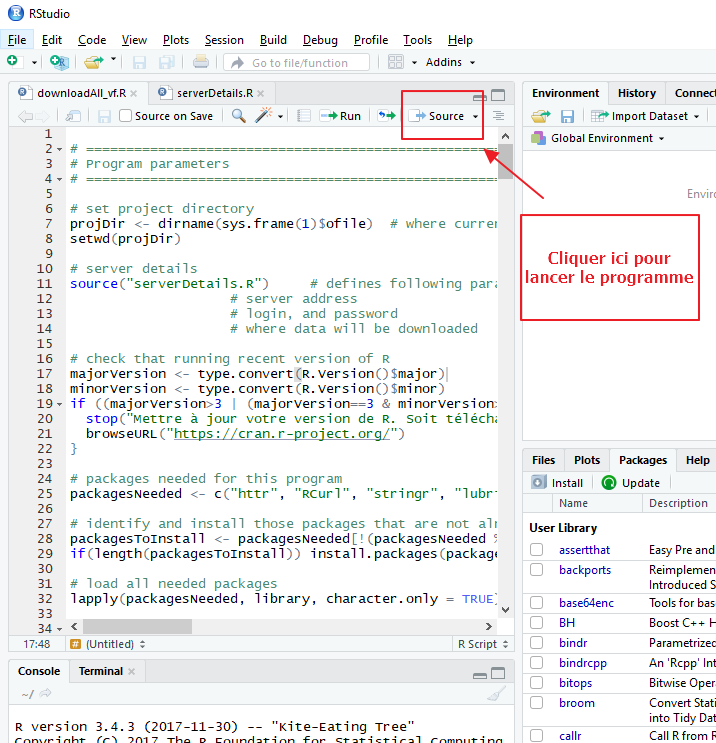 RStudio
File Edit Code View Plots Session Build Debug Profile Tools Help
Go to file/function Addins
downloadAll_vf.R serverDetails.R
Source on Save Run Source
1
2 # ==================================================
3 # Program parameters
4 # ==================================================
5
6 # set project directory
7 projDir <- dirname(sys.frame(1)$ofile) # where curren
8 setwd(projDir)
9
10 # server details
11 source("serverDetails.R") # defines following para
12 # server address
13 # login, and password
14 # where data will be downloaded
15
16 # check that running recent version of R
17 majorVersion <- type.convert(R.Version()$major)
18 minorVersion <- type.convert(R.Version()$minor)
19 if ((majorVersion>3 | (majorVersion==3 & minorVersion>
20 stop("Mettre à jour votre version de R. Soit télécha
21 browseURL("https://cran.r-project.org/")
22 }
23
24 # packages needed for this program
25 packagesNeeded <- c("httr", "RCurl", "stringr", "lubri
26
27 # identify and install those packages that are not alr
28 packagesToInstall <- packagesNeeded[!(packagesNeeded %
29 if(length(packagesToInstall)) install.packages(package
30
31 # load all needed packages
32 lapply(packagesNeeded, library, character.only = TRUE)
33
34
17:48 # (Untitled) R Script
Console Terminal
~/
R version 3.4.3 (2017-11-30) -- "Kite-Eating Tree"
Copyright (C) 2017 The R Foundation for Statistical Computing
Environment History Connect
Import Dataset
Global Environment
Enviro
Cliquer ici pour
lancer le programme
Files Plots Packages Help
Install Update
Name Description
User Library
assertthat Easy Pre and
backports Reimplemen
Introduced S
base64enc Tools for bas
BH Boost C++ H
bindr Parametrized
bindrcpp An 'Rcpp' Int
bitops Bitwise Opera
broom Convert Stati
into Tidy Dat
callr Call R from R